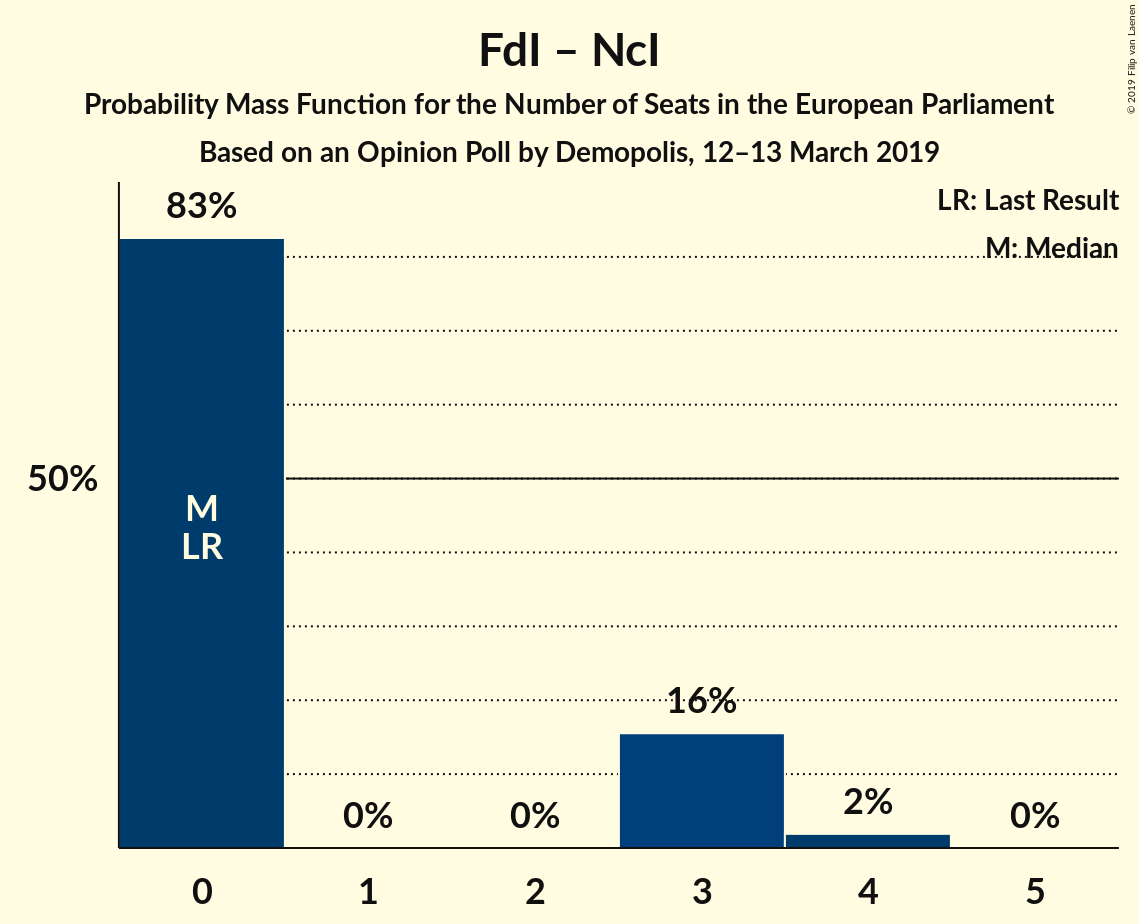 FdI – NcI
Probability Mass Function for the Number of Seats in the European Parliament
Based on an Opinion Poll by Demopolis, 12–13 March 2019
© 2019 Filip van Laenen
LR: Last Result
M: Median
83%
50%
M
LR
0%
0%
16%
2%
0%
0
1
2
3
4
5